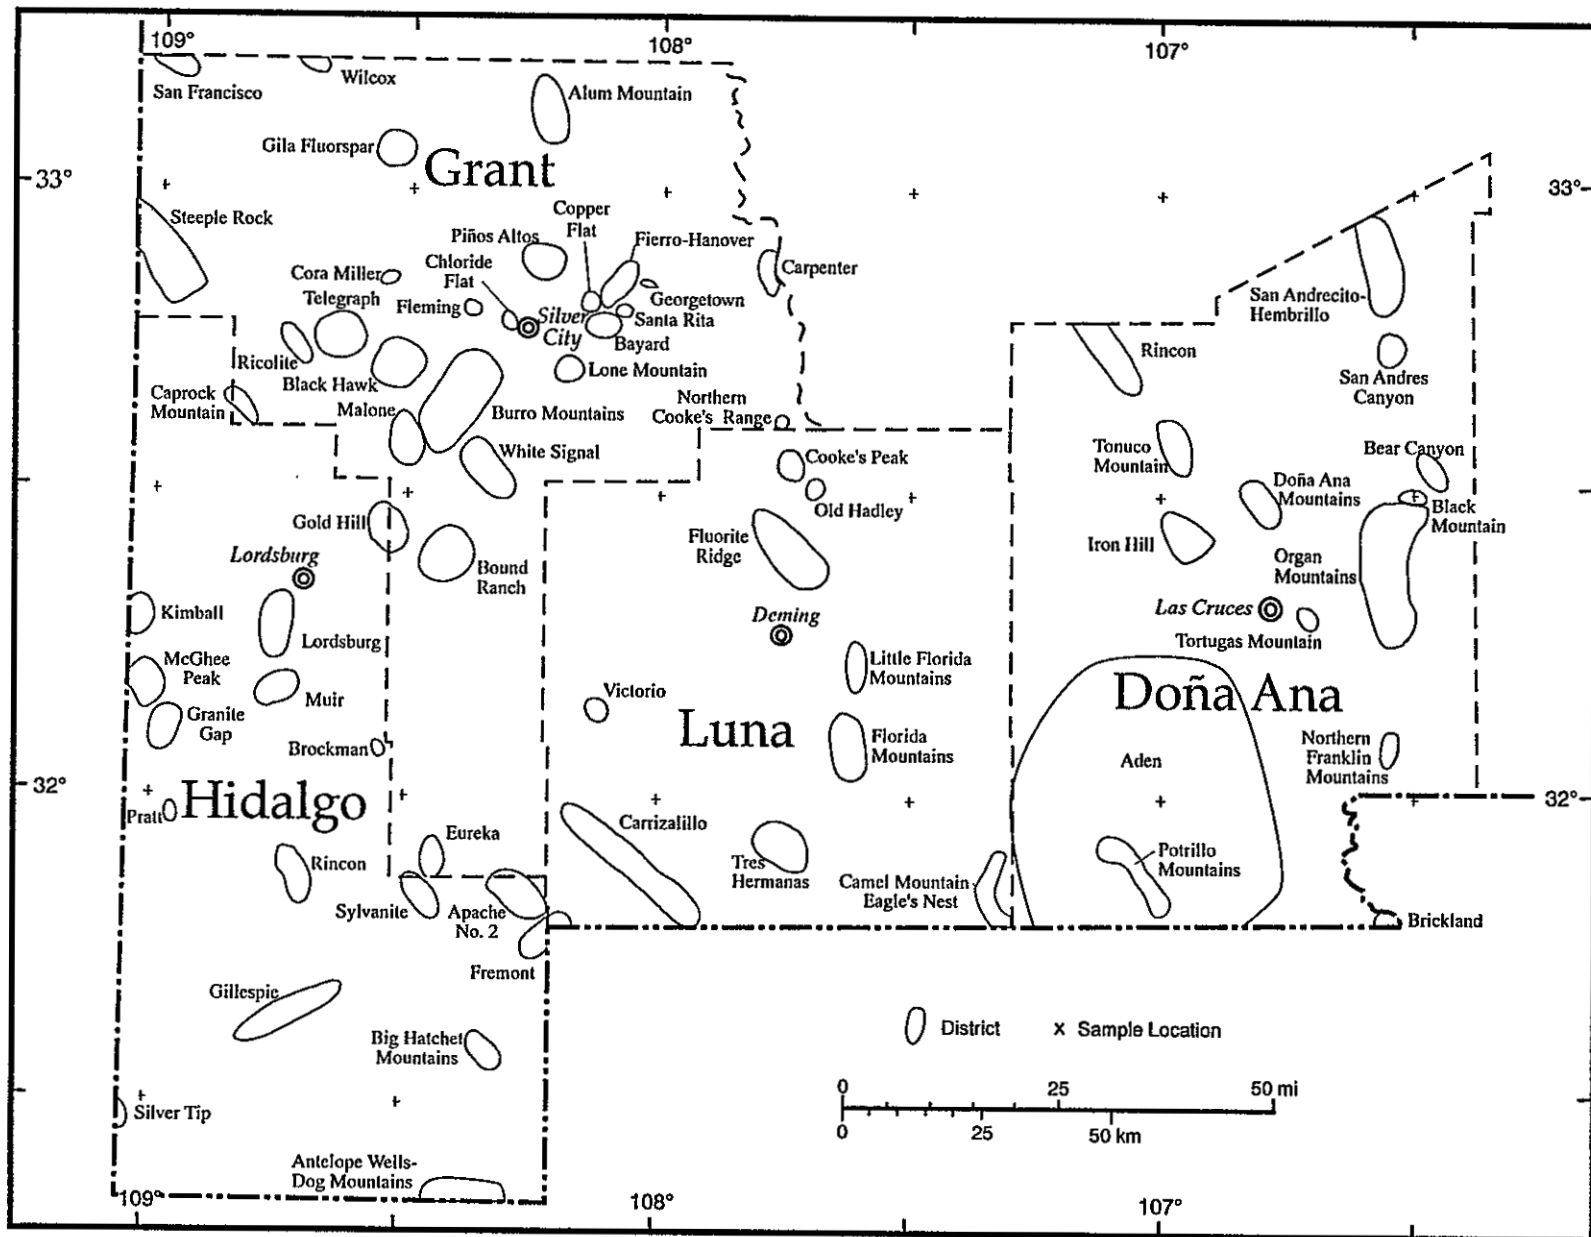 109°
108°
107°
San Francisco
Wilcox
Alum Mountain
Gila Fluorspar
Grant
33°
33°
Steeple Rock
Copper
Flat
Piños Altos
Fierro-Hanover
Chloride
Flat
Carpenter
Cora Miller
Telegraph
Fleming
Georgetown
Silver
City
Santa Rita
Bayard
San Andrecito-
Hembrillo
Ricolite
Black Hawk
Lone Mountain
Rincon
San Andres
Canyon
Caprock
Mountain
Malone
Burro Mountains
Northern
Cooke's Range
White Signal
Cooke's Peak
Tonuco
Mountain
Bear Canyon
Doña Ana
Mountains
Old Hadley
Black
Mountain
Gold Hill
Fluorite
Ridge
Iron Hill
Lordsburg
Bound
Ranch
Organ
Mountains
Kimball
Deming
Las Cruces
Lordsburg
Tortugas Mountain
McGhee
Peak
Little Florida
Mountains
Muir
Victorio
Doña Ana
Granite
Gap
Luna
Florida
Mountains
Brockman
Aden
Northern
Franklin
Mountains
32°
32°
Pratt
Hidalgo
Carrizalillo
Eureka
Rincon
Tres
Hermanas
Potrillo
Mountains
Camel Mountain
Eagle's Nest
Sylvanite
Apache
No. 2
Brickland
Fremont
Gillespie
Big Hatchet
Mountains
District
x Sample Location
0
25
50 mi
0
25
50 km
Silver Tip
Antelope Wells-
Dog Mountains
109°
108°
107°